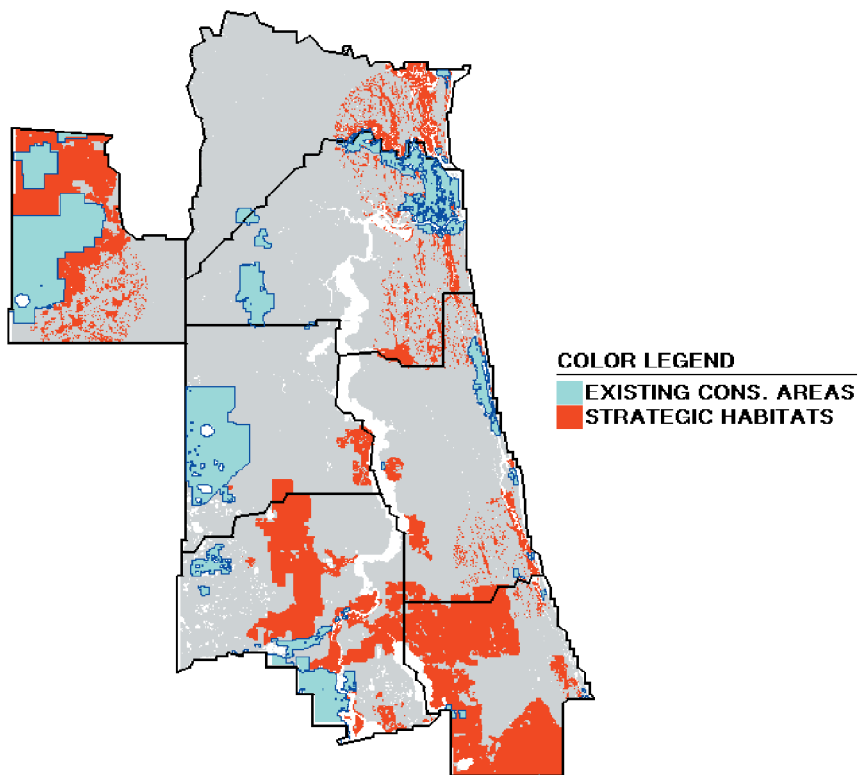 COLOR LEGEND
EXISTING CONS. AREAS
STRATEGIC HABITATS